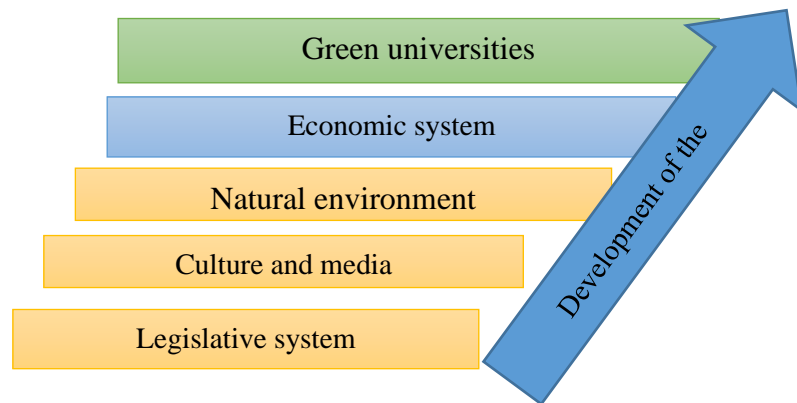 Green universities
Economic system
Natural environment
Culture and media
Legislative system
Development of the